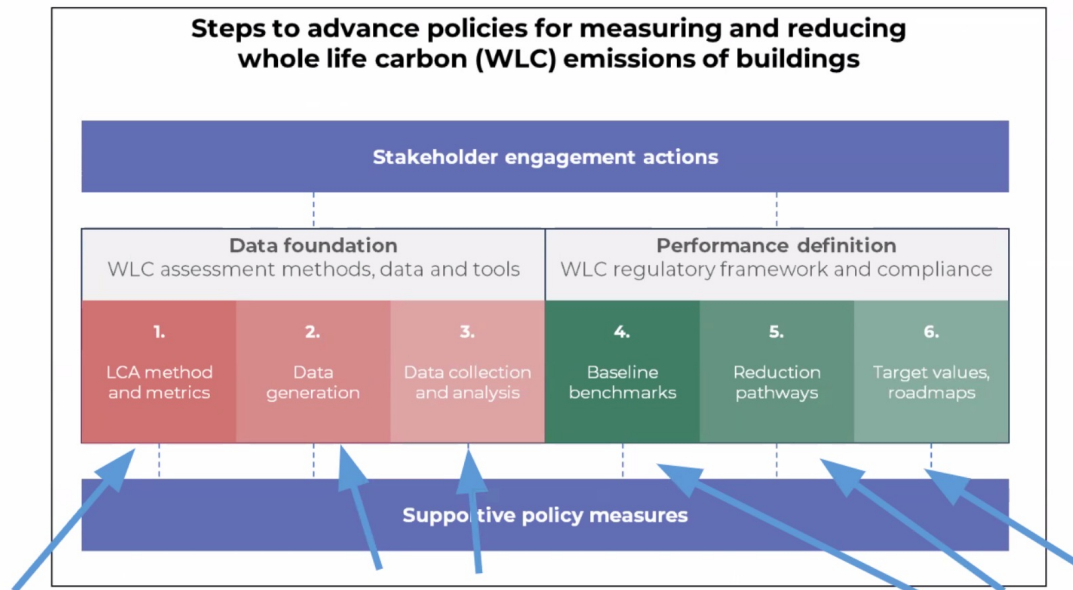 Steps to advance policies for measuring and reducing
whole life carbon (WLC) emissions of buildings
Stakeholder engagement actions
Data foundation
WLC assessment methods, data and tools
Performance definition
WLC regulatory framework and compliance
1.
LCA method
and metrics
2.
Data
generation
3.
Data collection
and analysis
4.
Baseline
benchmarks
5.
Reduction
pathways
6.
Target values,
roadmaps
Supportive policy measures